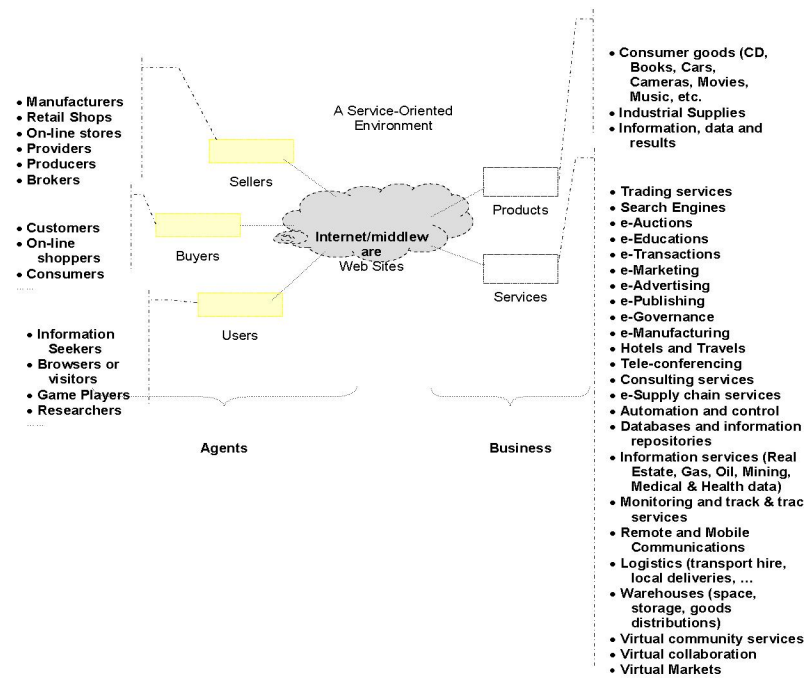 • Manufacturers
• Retail Shops
• On-line stores
• Providers
• Producers
• Brokers
• Customers
• On-line
shoppers
• Consumers
......
• Information
Seekers
• Browsers or
visitors
• Game Players
• Researchers
......
A Service-Oriented
Environment
Sellers
Buyers
Users
Internet/middlew
are
Web Sites
Products
Services
Agents
Business
• Consumer goods (CD,
Books, Cars,
Cameras, Movies,
Music, etc.
• Industrial Supplies
• Information, data and
results
• Trading services
• Search Engines
• e-Auctions
• e-Educations
• e-Transactions
• e-Marketing
• e-Advertising
• e-Publishing
• e-Governance
• e-Manufacturing
• Hotels and Travels
• Tele-conferencing
• Consulting services
• e-Supply chain services
• Automation and control
• Databases and information
repositories
• Information services (Real
Estate, Gas, Oil, Mining,
Medical & Health data)
• Monitoring and track & trac
services
• Remote and Mobile
Communications
• Logistics (transport hire,
local deliveries, …
• Warehouses (space,
storage, goods
distributions)
• Virtual community services
• Virtual collaboration
• Virtual Markets